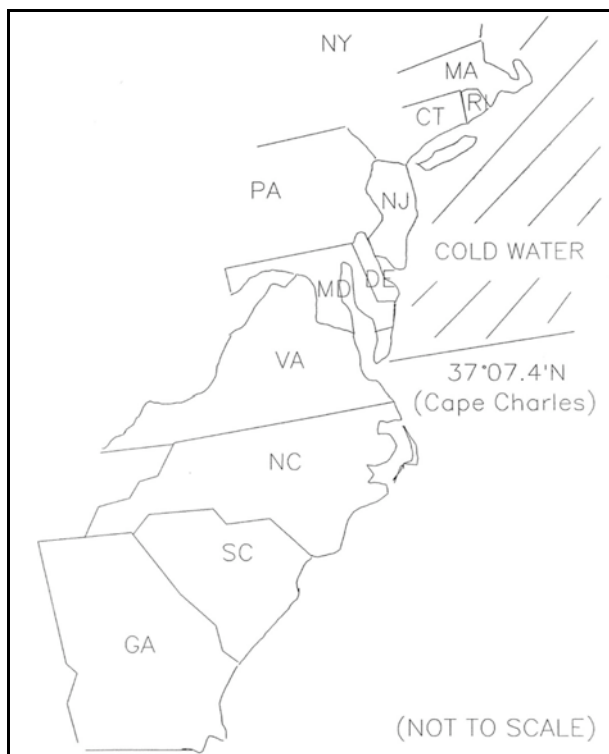 NY
MA
CT
RI
PA
NJ
COLD WATER
DE
MD
VA
37°07.4'N
(Cape Charles)
NC
SC
GA
(NOT TO SCALE)